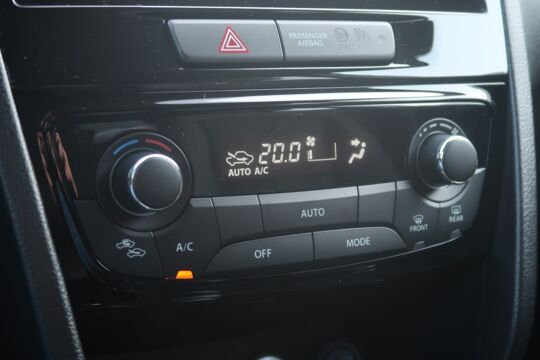 PASSENGER
AIRBAG
20.0
AUTO A/C
AUTO
A/C
OFF
MODE
FRONT
REAR